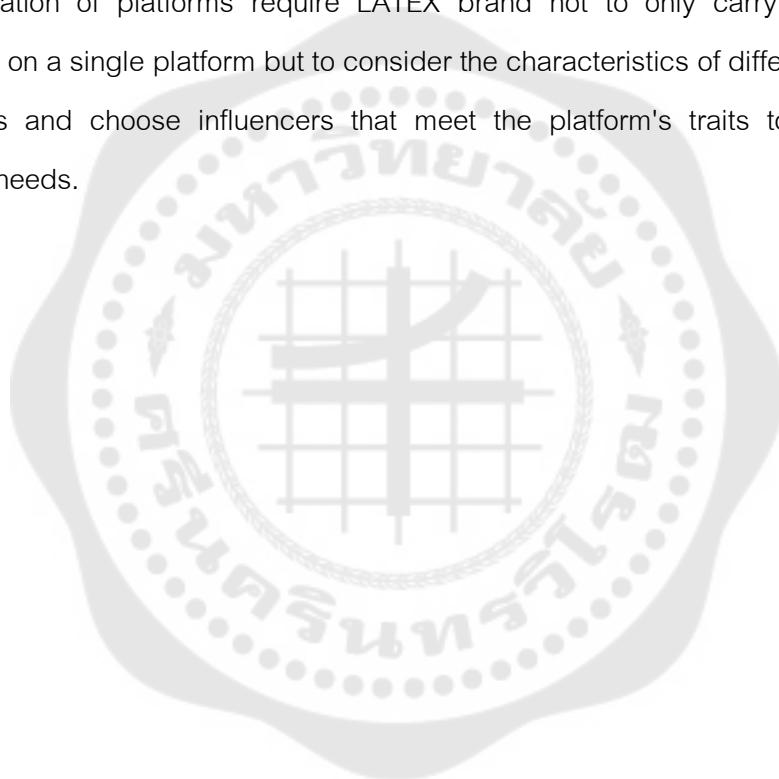 ation of platforms require LATEX brand not to only carry
on a single platform but to consider the characteristics of diffe
s and choose influencers that meet the platform's traits to
needs.
มหาวิทยาลัย
ศรีนครินทรวิโรฒ